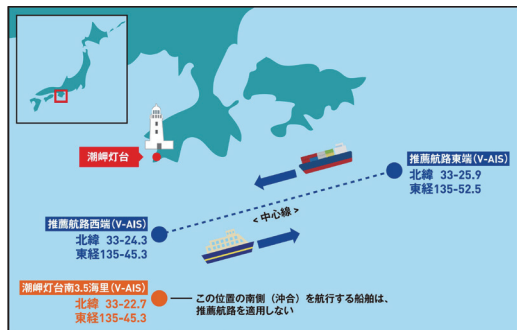 潮岬灯台
推薦航路東端(V-AIS)
北緯 33-25.9
東経135-52.5
<中心線>
推薦航路西端(V-AIS)
北緯 33-24.3
東経135-45.3
潮岬灯台南3.5海里(V-AIS)
北緯 33-22.7
東経135-45.3
この位置の南側(沖合)を航行する船舶は、
推薦航路を適用しない